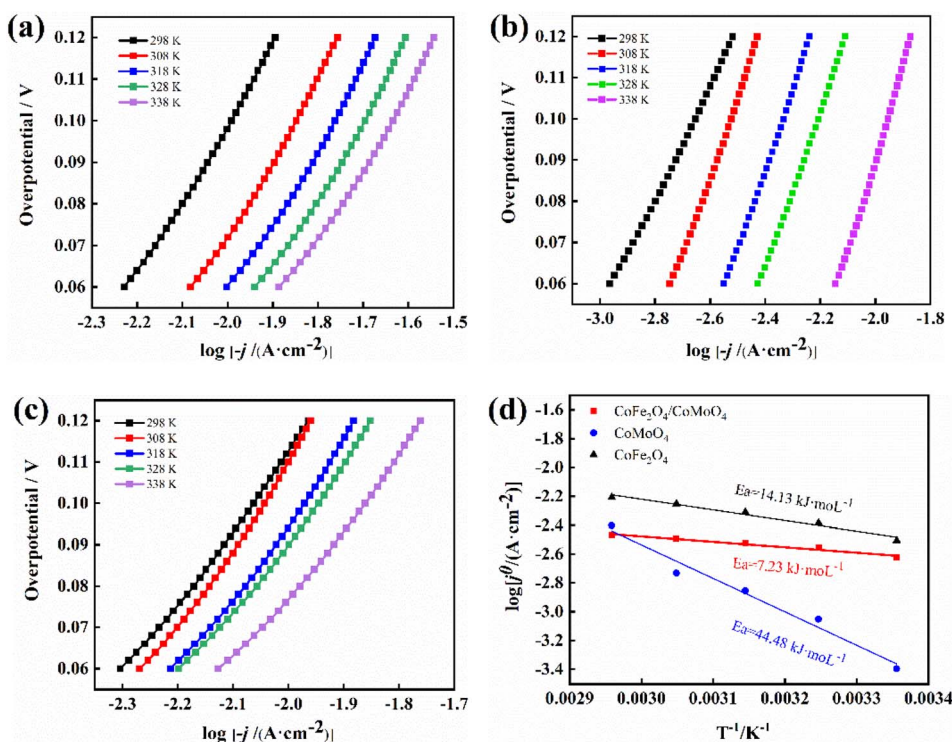 (a)
298 K
308 K
318 K
328 K
338 K
Overpotential / V
0.12
0.11
0.10
0.09
0.08
0.07
0.06
-2.3 -2.2 -2.1 -2.0 -1.9 -1.8 -1.7 -1.6 -1.5
log |-j /(A·cm⁻²)|
(b)
298 K
308 K
318 K
328 K
338 K
Overpotential / V
0.12
0.11
0.10
0.09
0.08
0.07
0.06
-3.0 -2.8 -2.6 -2.4 -2.2 -2.0 -1.8
log |-j /(A·cm⁻²)|
(c)
298 K
308 K
318 K
328 K
338 K
Overpotential / V
0.12
0.11
0.10
0.09
0.08
0.07
0.06
-2.3 -2.2 -2.1 -2.0 -1.9 -1.8 -1.7
log |-j /(A·cm⁻²)|
(d)
CoFe₂O₄/CoMoO₄
CoMoO₄
CoFe₂O₄
log[j⁰/(A·cm⁻²)]
-1.6
-1.8
-2.0
-2.2
-2.4
-2.6
-2.8
-3.0
-3.2
-3.4
Ea=14.13 kJ·moL⁻¹
Ea=7.23 kJ·moL⁻¹
Ea=44.48 kJ·moL⁻¹
0.0029 0.0030 0.0031 0.0032 0.0033 0.0034
T⁻¹/K⁻¹